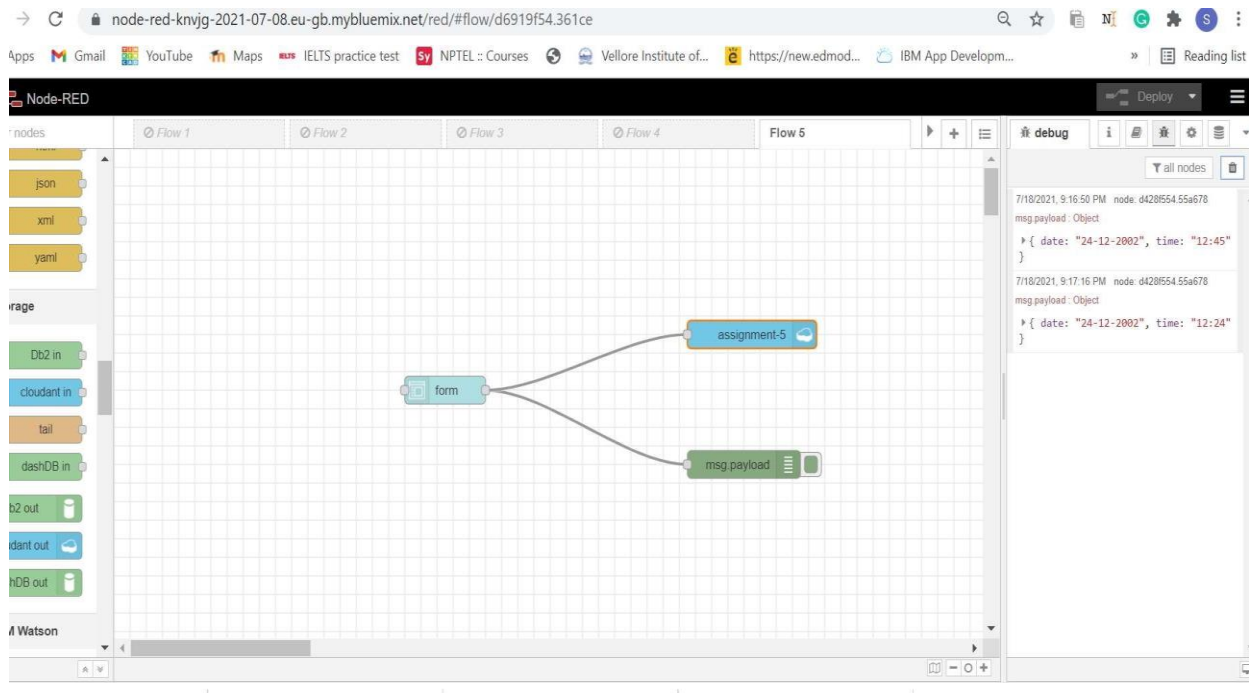 node-red-knvjg-2021-07-08.eu-gb.mybluemix.net/red/#flow/d6919f54.361ce
Apps Gmail YouTube Maps IELTS IELTS practice test Sy NPTEL :: Courses Vellore Institute of... ë https://new.edmod... IBM App Developm... » Reading list
Node-RED Deploy
r nodes Flow 1 Flow 2 Flow 3 Flow 4 Flow 5 debug i
all nodes
json
xml
yaml
orage
Db2 in
cloudant in
tail
dashDB in
b2 out
udant out
hDB out
M Watson
form
assignment-5
msg.payload
7/18/2021, 9:16:50 PM node: d428f554.55a678
msg.payload : Object
{ date: "24-12-2002", time: "12:45"
}
7/18/2021, 9:17:16 PM node: d428f554.55a678
msg.payload : Object
{ date: "24-12-2002", time: "12:24"
}